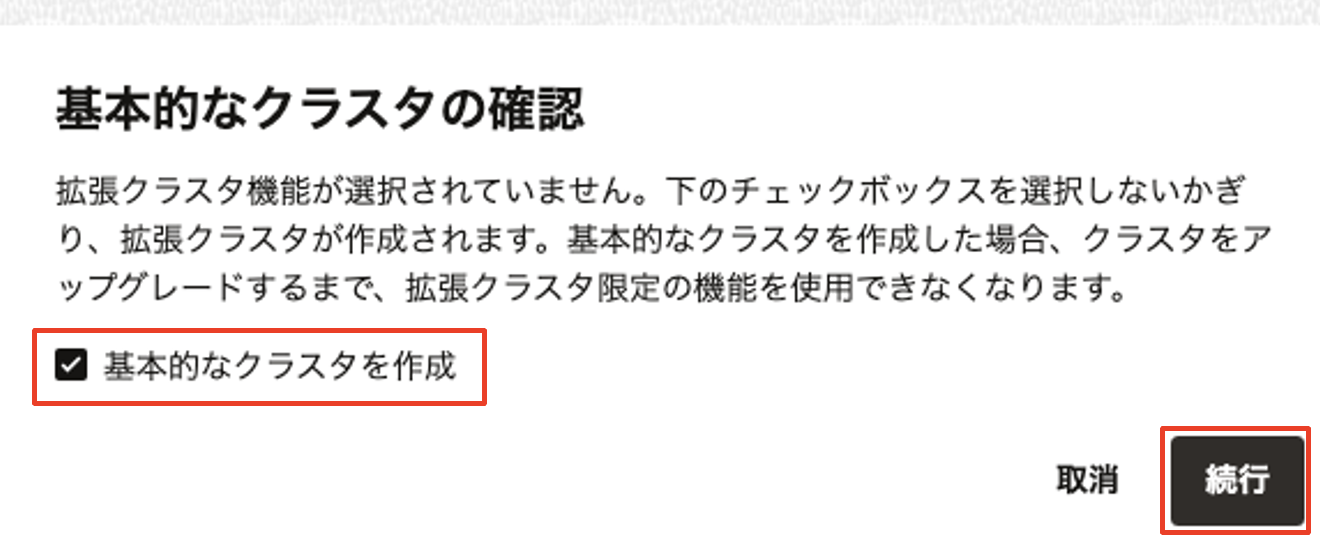 基本的なクラスタの確認
拡張クラスタ機能が選択されていません。下のチェックボックスを選択しないかぎ
り、拡張クラスタが作成されます。基本的なクラスタを作成した場合、クラスタをア
ップグレードするまで、拡張クラスタ限定の機能を使用できなくなります。
基本的なクラスタを作成
取消
続行